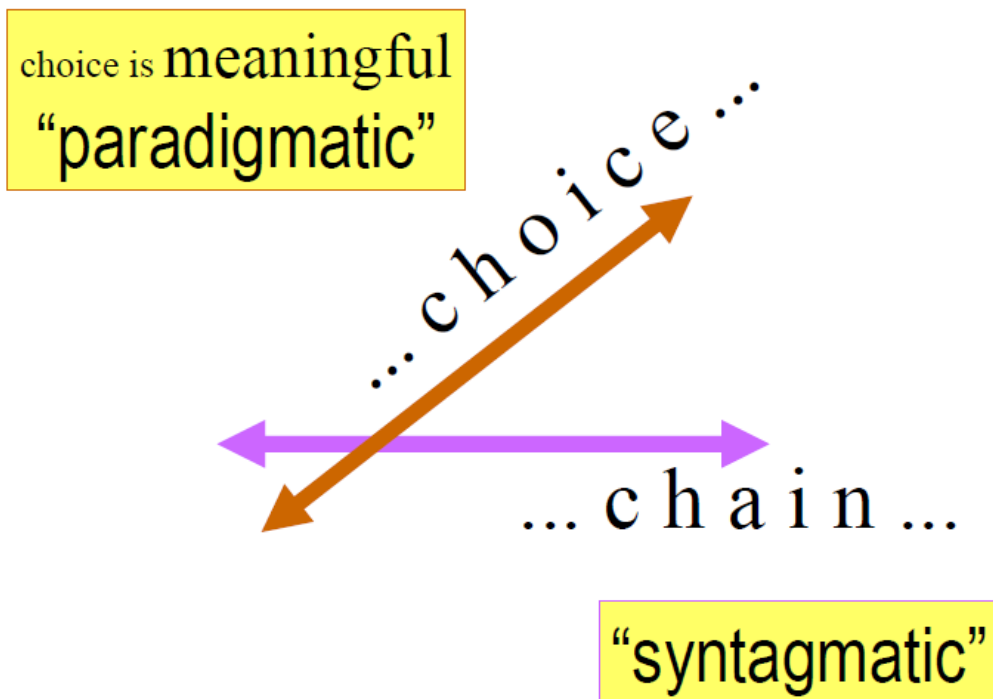 choice is meaningful
“paradigmatic”
... c h o i c e ...
... c h a i n ...
“syntagmatic”